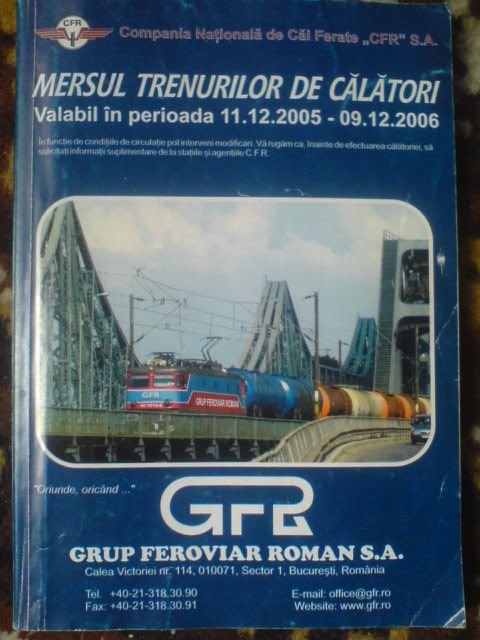 CFR
Compania Naţională de Căi Ferate „CFR" S.A.
MERSUL TRENURILOR DE CĂLĂTORI
Valabil în perioada 11.12.2005 - 09.12.2006
În funcţie de condiţiile de circulaţie pot interveni modificări. Vă rugăm ca, înainte de efectuarea călătoriei, să
solicitaţi informaţii suplimentare de la staţiile şi agenţiile C.F.R.
GFR
GRUP FEROVIAR ROMAN
"Oriunde, oricând ..."
GFR
GRUP FEROVIAR ROMAN S.A.
Calea Victoriei nr. 114, 010071, Sector 1, Bucureşti, România
Tel. +40-21-318.30.90
Fax: +40-21-318.30.91
E-mail: office@gfr.ro
Website: www.gfr.ro